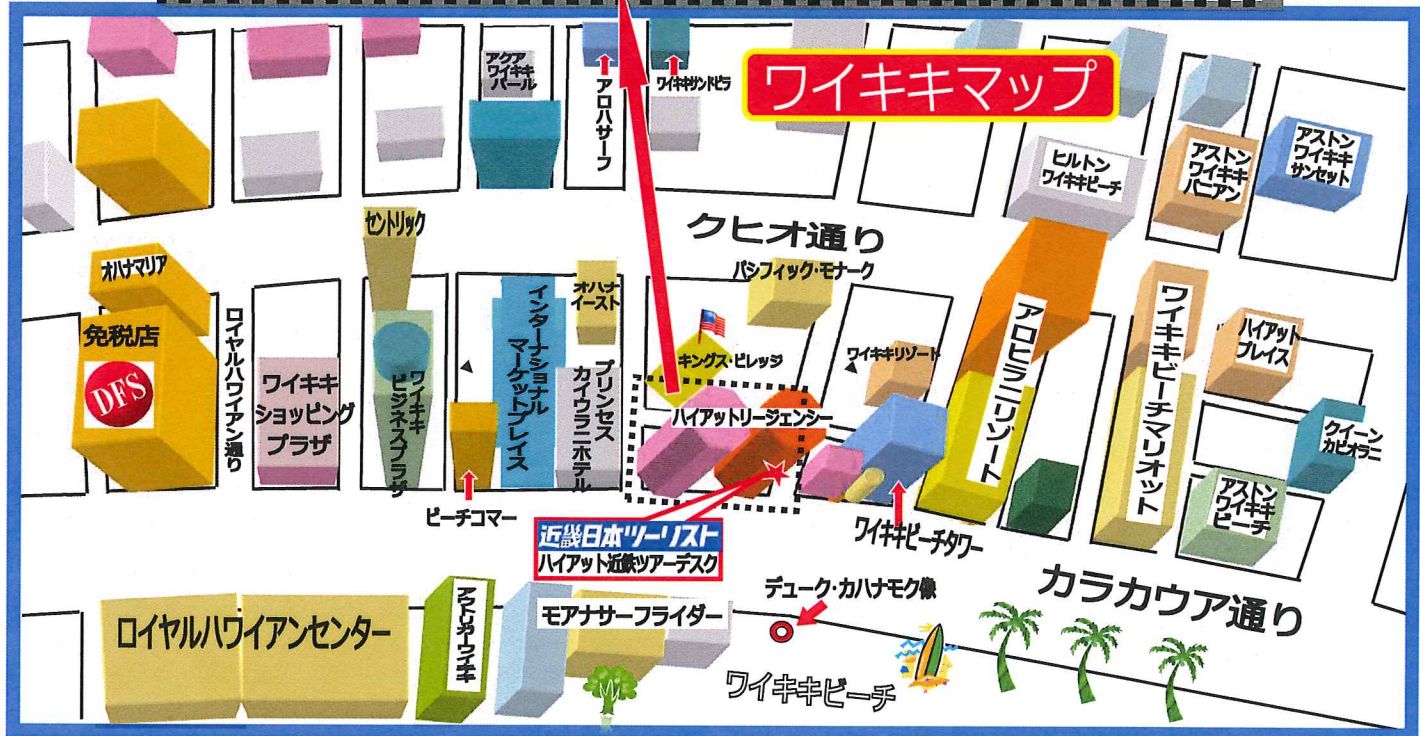 ワイキキマップ
アクア
ワイキキ
パール
アロハサーフ
ワイキキサンドビラ
ヒルトン
ワイキキビーチ
アストン
ワイキキ
バニアン
アストン
ワイキキ
サンセット
セントリック
クヒオ通り
オハナマリア
パシフィック・モナーク
免税店
DFS
ロイヤルハワイアン通り
ワイキキ
ショッピング
プラザ
ワイキキ
ビジネスプラザ
インターナショナル
マーケットプレイス
オハナ
イースト
プリンセス
カイウラニホテル
キングス・ビレッジ
ワイキキリゾート
ハイアットリージェンシー
アロヒラニリゾート
ワイキキビーチマリオット
ハイアット
プレイス
クイーン
カピオラニ
アストン
ワイキキ
ビーチ
ビーチコマー
近畿日本ツーリスト
ハイアット近鉄ツアーデスク
ワイキキビーチタワー
カラカウア通り
デューク・カハナモク像
ロイヤルハワイアンセンター
アウトリガーワイキキ
モアナサーフライダー
ワイキキビーチ